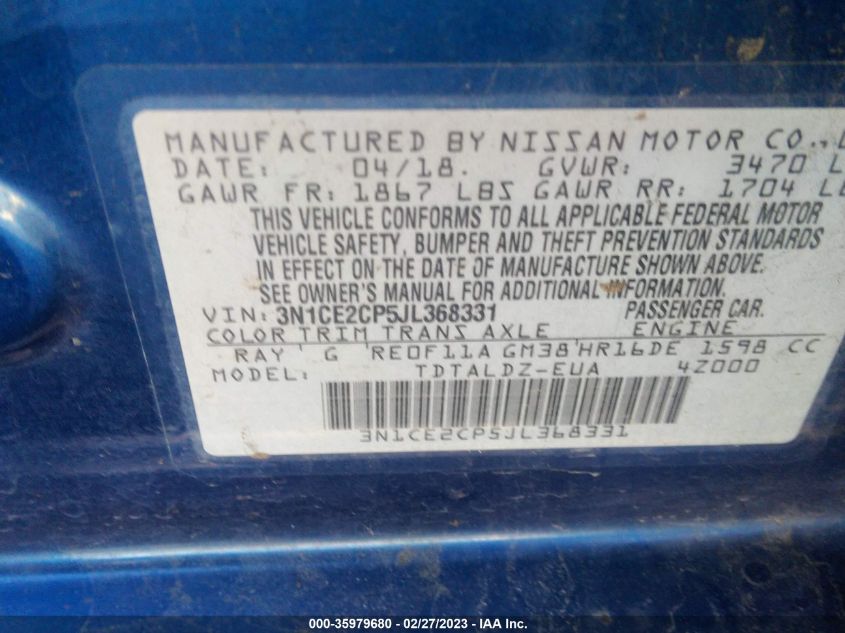 MANUFACTURED BY NISSAN MOTOR CO.,
DATE: 04/18. GVWR: 3470 L
GAWR FR: 1867 LBS GAWR RR: 1704 LB
THIS VEHICLE CONFORMS TO ALL APPLICABLE FEDERAL MOTOR
VEHICLE SAFETY, BUMPER AND THEFT PREVENTION STANDARDS
IN EFFECT ON THE DATE OF MANUFACTURE SHOWN ABOVE.
SEE OWNER'S MANUAL FOR ADDITIONAL INFORMATION.
VIN: 3N1CE2CP5JL368331 PASSENGER CAR.
COLOR TRIM TRANS AXLE ENGINE
RAY ' G 'RE0F11A GM38'HR16DE 1598 CC
MODEL: TDTALDZ-EUA 4Z000
3N1CE2CP5JL368331
000-35979680 - 02/27/2023 - IAA Inc.